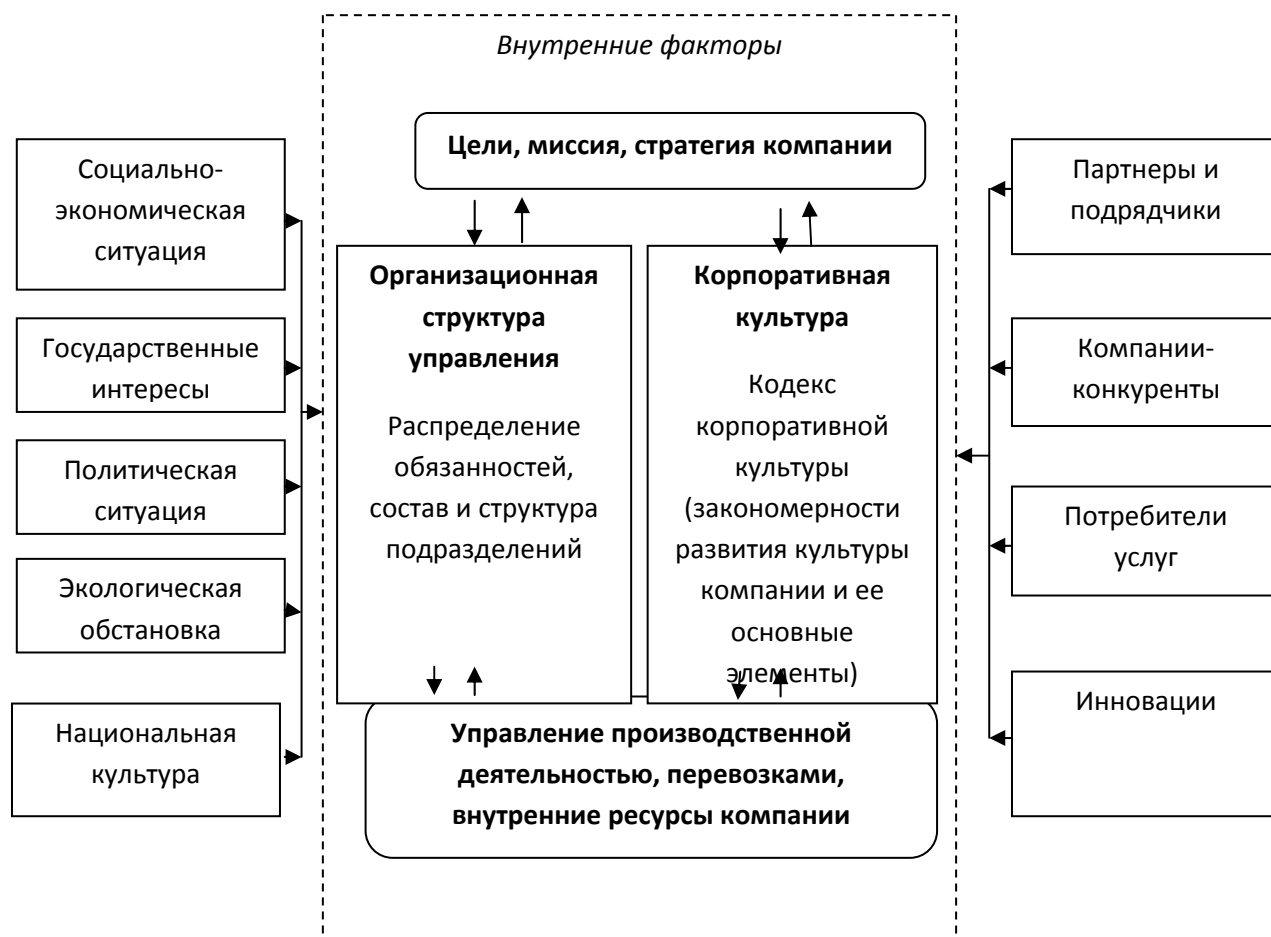 Внутренние факторы
Цели, миссия, стратегия компании
Социально-
экономическая
ситуация
Государственные
интересы
Политическая
ситуация
Экологическая
обстановка
Национальная
культура
Организационная
структура
управления
Распределение
обязанностей,
состав и структура
подразделений
Корпоративная
культура
Кодекс
корпоративной
культуры
(закономерности
развития культуры
компании и ее
основные
элементы)
Управление производственной
деятельностью, перевозками,
внутренние ресурсы компании
Партнеры и
подрядчики
Компании-
конкуренты
Потребители
услуг
Инновации